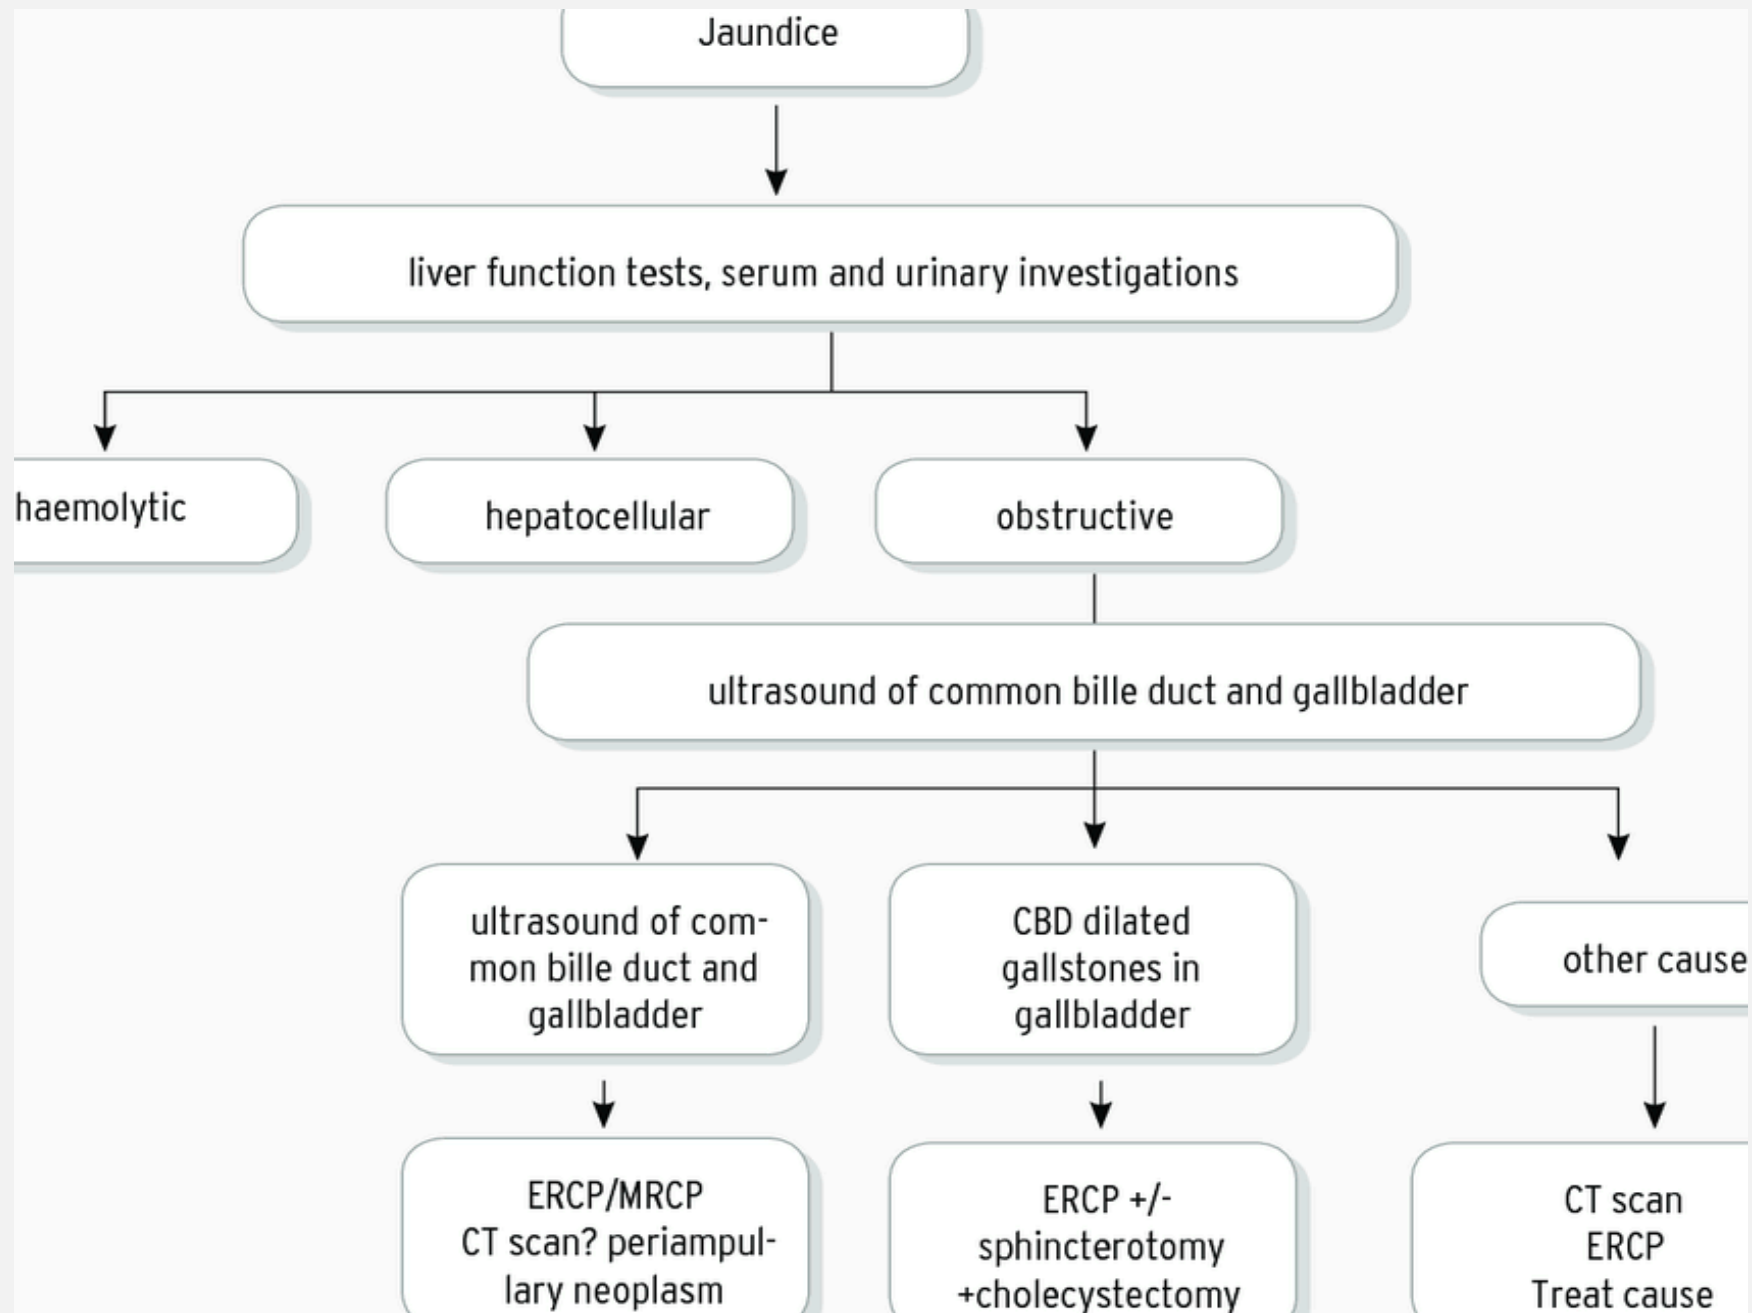 Jaundice
liver function tests, serum and urinary investigations
haemolytic
hepatocellular
obstructive
ultrasound of common bille duct and gallbladder
ultrasound of com-
mon bille duct and
gallbladder
CBD dilated
gallstones in
gallbladder
other cause
ERCP/MRCP
CT scan? periampul-
lary neoplasm
ERCP +/-
sphincterotomy
+cholecystectomy
CT scan
ERCP
Treat cause